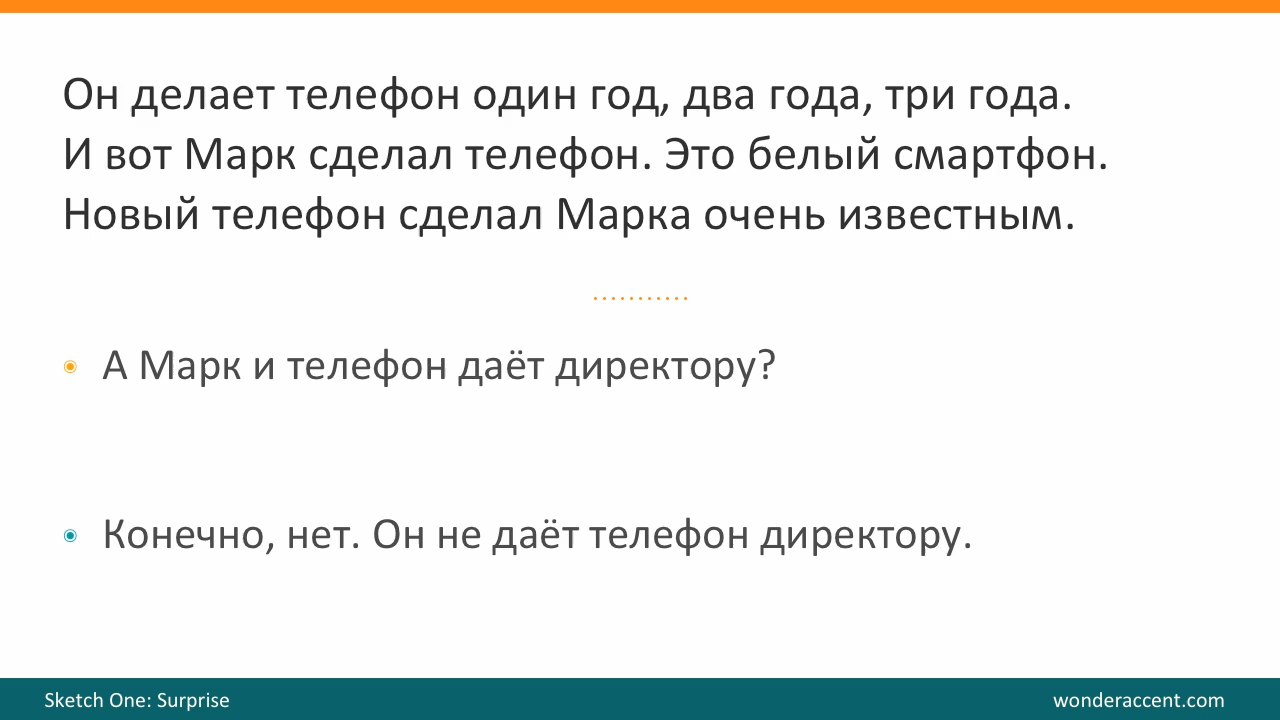 Он делает телефон один год, два года, три года.
И вот Марк сделал телефон. Это белый смартфон.
Новый телефон сделал Марка очень известным.
А Марк и телефон даёт директору?
Конечно, нет. Он не даёт телефон директору.
Sketch One: Surprise
wonderaccent.com